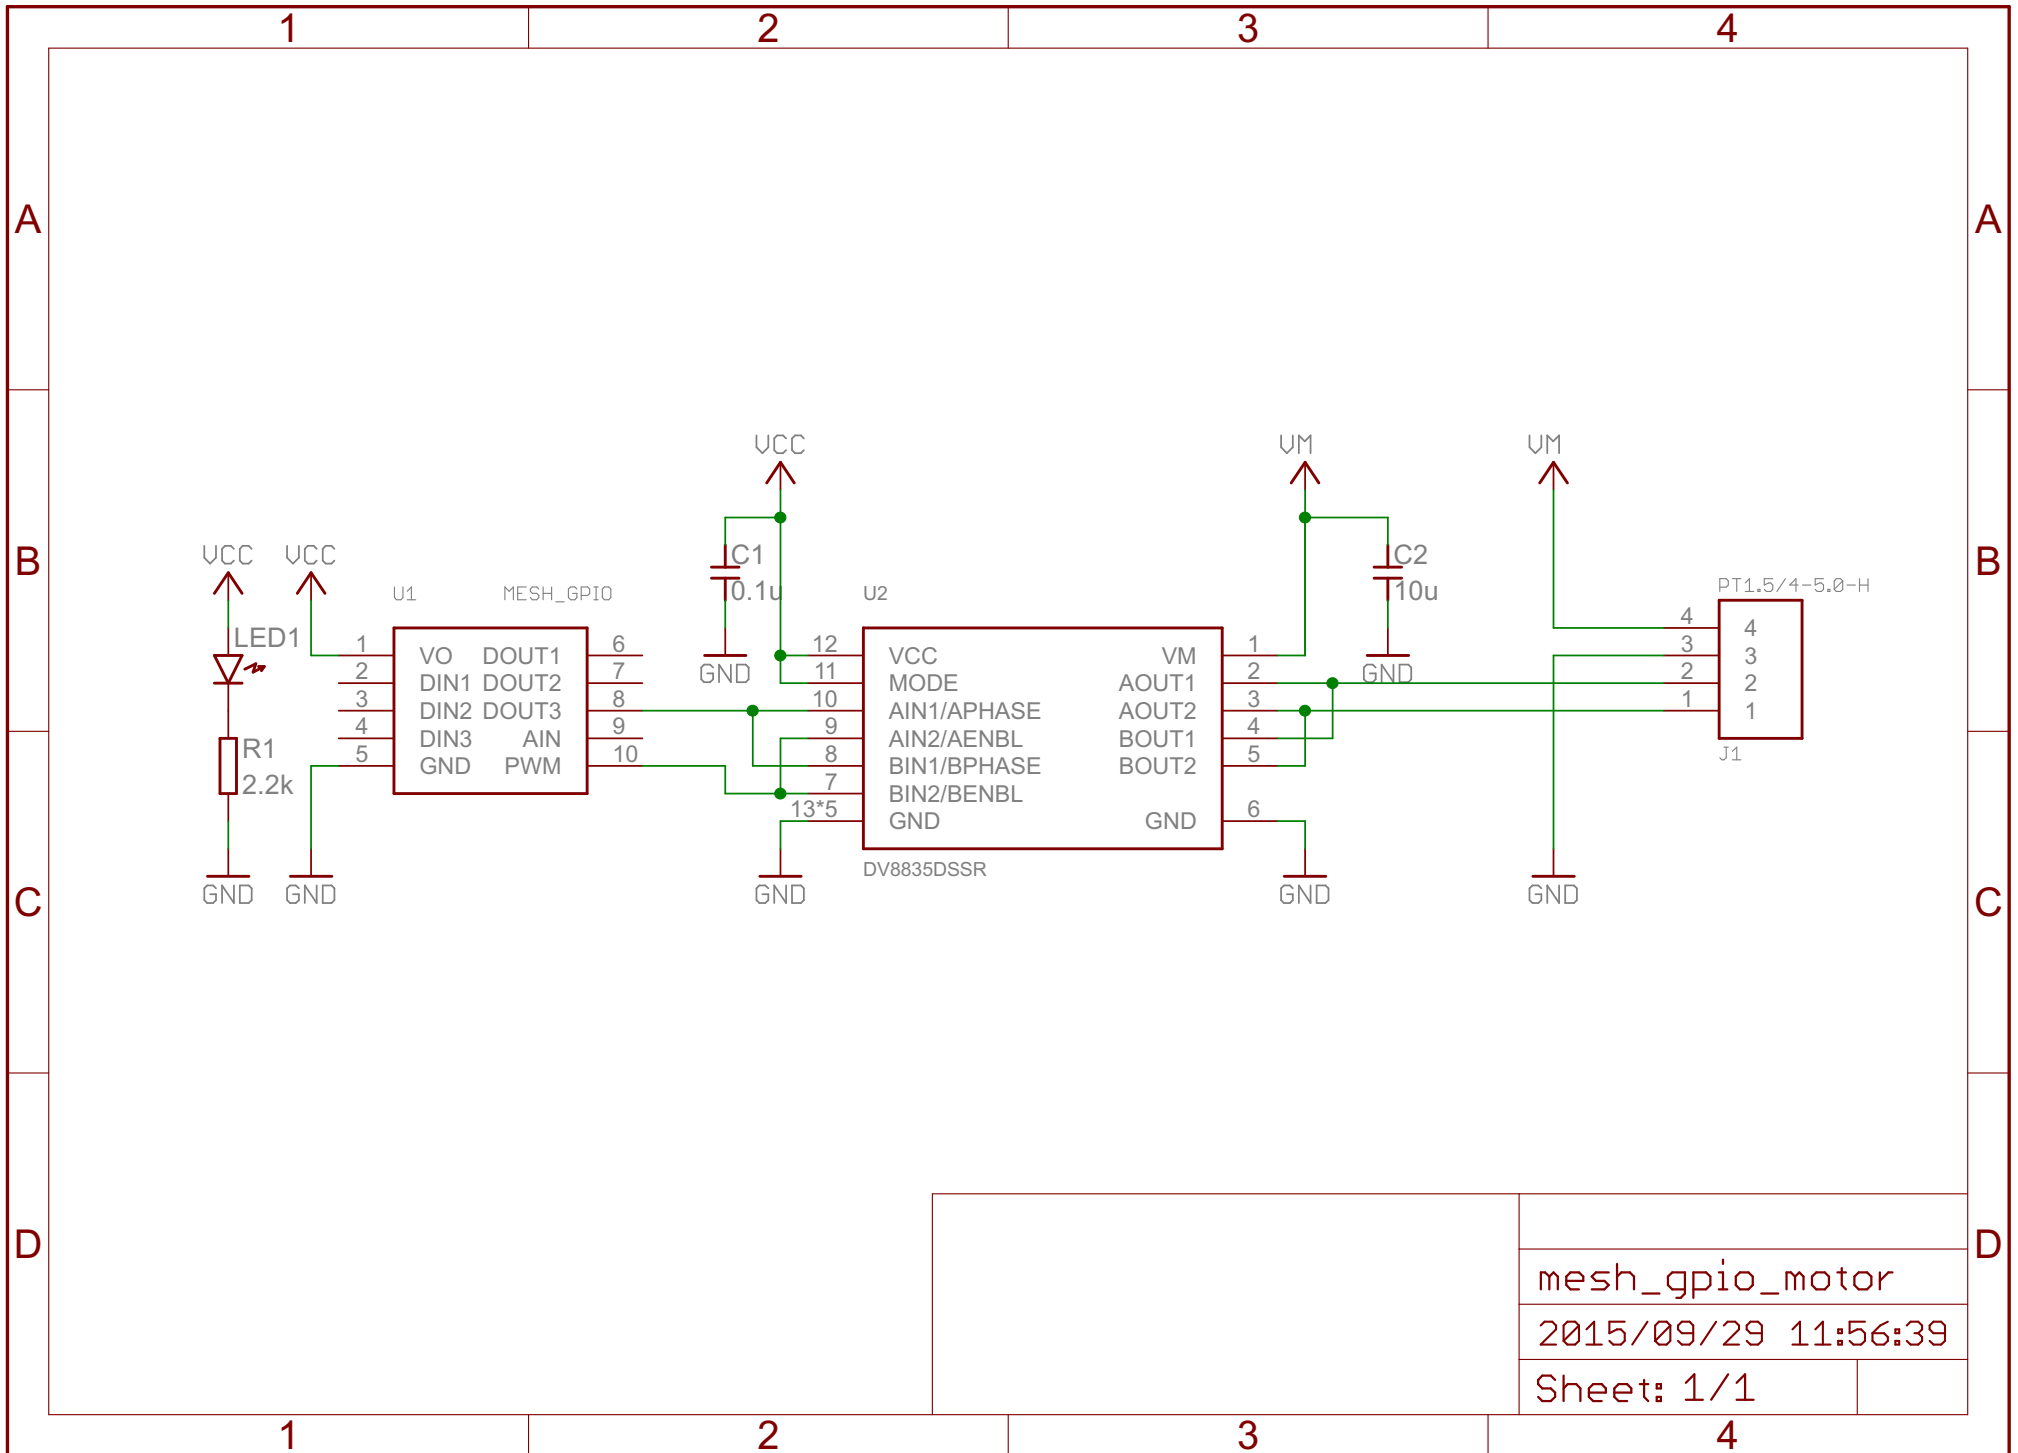 1 2 3 4
A A
VCC VM VM
B B
VCC VCC
C1
0.1u
C2
10u
PT1.5/4-5.0-H
U1 MESH_GPIO
U2
LED1
1 VO DOUT1 6
2 DIN1 DOUT2 7
3 DIN2 DOUT3 8
4 DIN3 AIN 9
5 GND PWM 10
GND
12 VCC VM 1
11 MODE AOUT1 2
10 AIN1/APHASE AOUT2 3
9 AIN2/AENBL BOUT1 4
8 BIN1/BPHASE BOUT2 5
7 BIN2/BENBL
13*5 GND GND 6
GND
4 4
3 3
2 2
1 1
J1
R1
2.2k
DV8835DSSR
GND GND GND GND GND
C C
D D
mesh_gpio_motor
2015/09/29 11:56:39
Sheet: 1/1
1 2 3 4